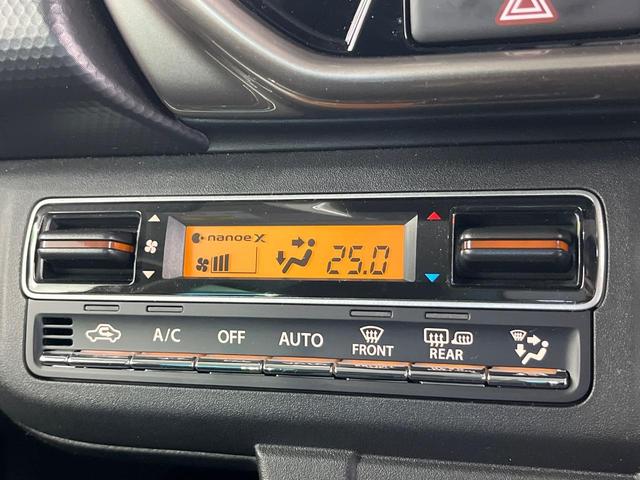 nanoeX
25.0
A/C OFF AUTO FRONT REAR